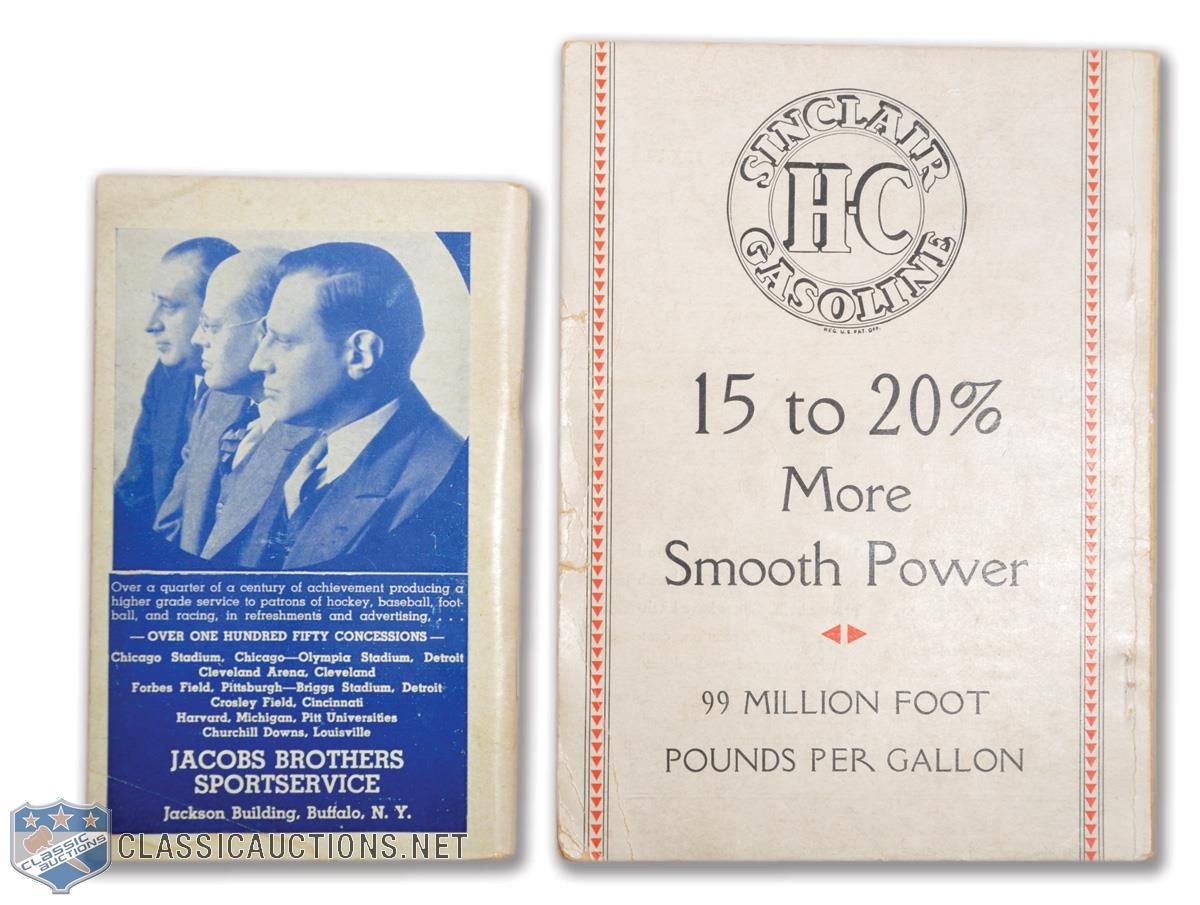 Over a quarter of a century of achievement producing a
higher grade service to patrons of hockey, baseball, foot-
ball, and racing, in refreshments and advertising, . . .
— OVER ONE HUNDRED FIFTY CONCESSIONS —
Chicago Stadium, Chicago—Olympia Stadium, Detroit
Cleveland Arena, Cleveland
Forbes Field, Pittsburgh—Briggs Stadium, Detroit
Crosley Field, Cincinnati
Harvard, Michigan, Pitt Universities
Churchill Downs, Louisville
JACOBS BROTHERS
SPORTSERVICE
Jackson Building, Buffalo, N. Y.
SINCLAIR
H-C
GASOLINE
REG. U.S. PAT. OFF.
15 to 20%
More
Smooth Power
99 MILLION FOOT
POUNDS PER GALLON
CLASSIC
AUCTIONS
CLASSICAUCTIONS.NET